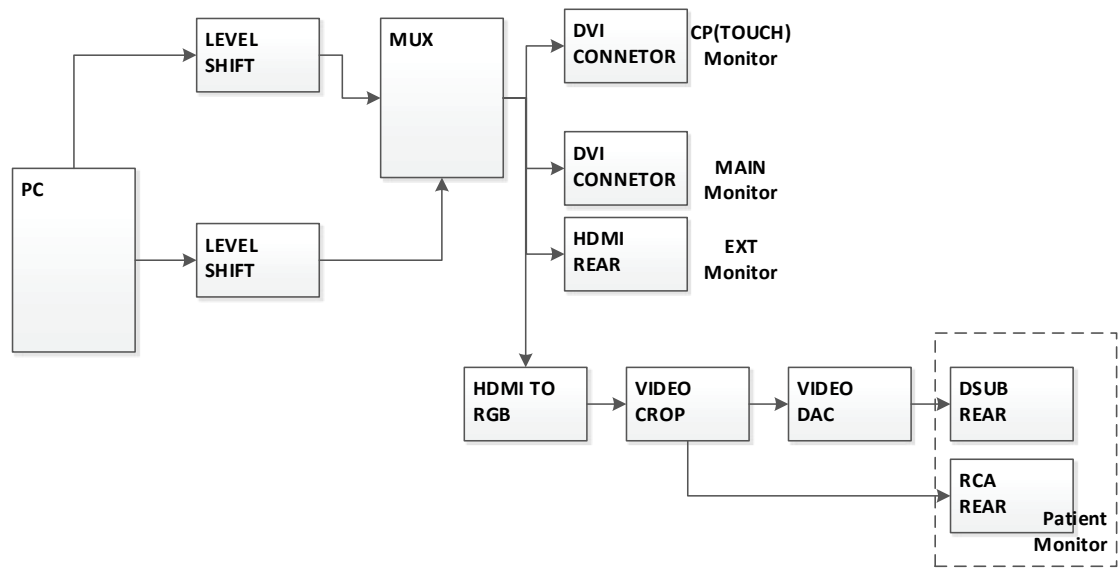 LEVEL
SHIFT
MUX
DVI
CONNETOR
CP(TOUCH)
Monitor
PC
DVI
CONNETOR
MAIN
Monitor
LEVEL
SHIFT
HDMI
REAR
EXT
Monitor
HDMI TO
RGB
VIDEO
CROP
VIDEO
DAC
DSUB
REAR
RCA
REAR
Patient
Monitor